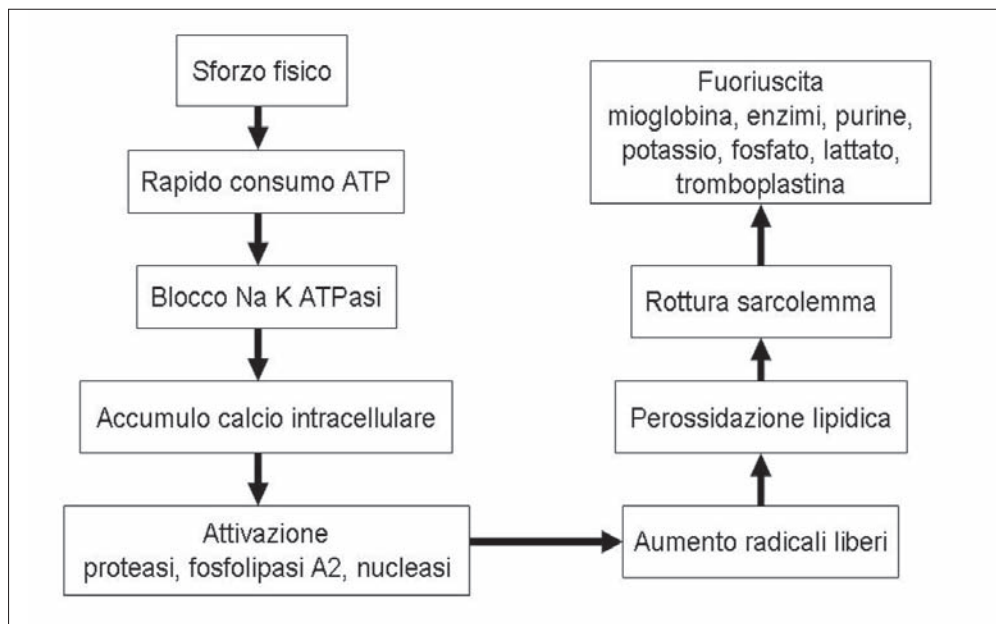 Sforzo fisico
Rapido consumo ATP
Blocco Na K ATPasi
Accumulo calcio intracellulare
Attivazione
proteasi, fosfolipasi A2, nucleasi
Aumento radicali liberi
Perossidazione lipidica
Rottura sarcolemma
Fuoriuscita
mioglobina, enzimi, purine,
potassio, fosfato, lattato,
tromboplastina